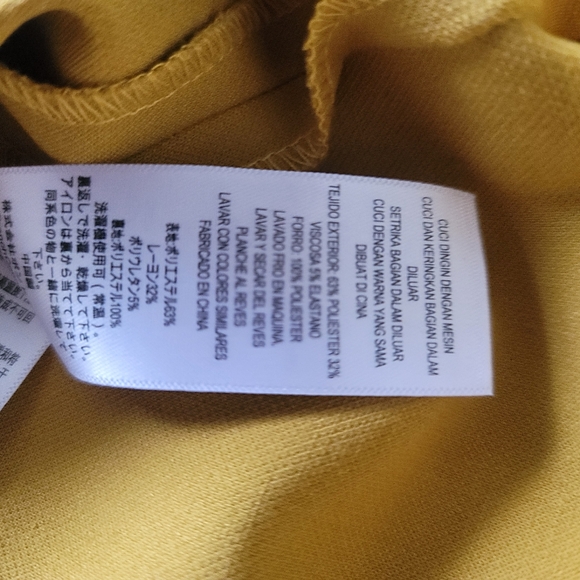 CUCI DINGIN DENGAN MESIN
CUCI DAN KERINGKAN BAGIAN DALAM
DILUAR
SETRIKA BAGIAN DALAM DILUAR
CUCI DENGAN WARNA YANG SAMA
DIBUAT DI CINA
TEJIDO EXTERIOR 63% POLIESTER 32%
VISCOSA 5% ELASTANO
FORRO 100% POLIESTER
LAVADO FRIO EN MAQUINA
LAVAR Y SECAR DEL REVES
PLANCHE AL REVES
LAVAR CON COLORES SIMILARES
FABRICADO EN CHINA
表地ポリエステル63%
レーヨン32%
ポリウレタン5%
裏地ポリエステル100%
洗濯機使用可(常温)。
裏返して洗濯・乾燥して下さい。
アイロンは裏から当てて下さい。
同系色の物と一緒に洗濯して
下さい。
中国
株式会社